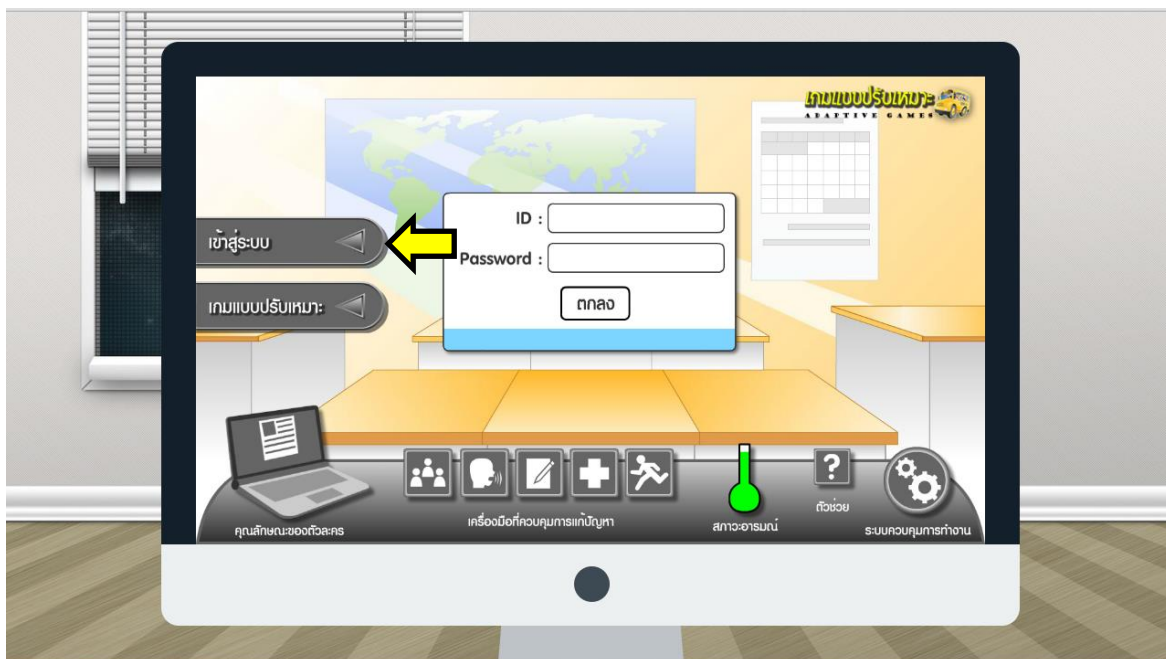 เกมแบบปรับเหมาะ
ADAPTIVE GAMES
ID :
Password :
ตกลง
เข้าสู่ระบบ
เกมแบบปรับเหมาะ
คุณลักษณะของตัวละคร
เครื่องมือที่ควบคุมการแก้ปัญหา
สภาวะอารมณ์
?
ตัวช่วย
ระบบควบคุมการทำงาน